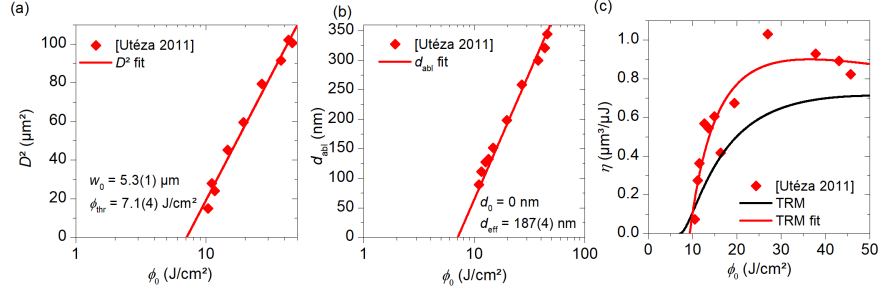 (a)
D² (µm²)
100
80
60
40
20
0
[Utéza 2011]
D² fit
w₀ = 5.3(1) µm
ϕthr = 7.1(4) J/cm²
1
10
ϕ₀ (J/cm²)
(b)
dabl (nm)
350
300
250
200
150
100
50
0
[Utéza 2011]
dabl fit
d₀ = 0 nm
deff = 187(4) nm
1
10
100
ϕ₀ (J/cm²)
(c)
η (µm³/µJ)
1.0
0.8
0.6
0.4
0.2
0.0
[Utéza 2011]
TRM
TRM fit
0
10
20
30
40
50
ϕ₀ (J/cm²)